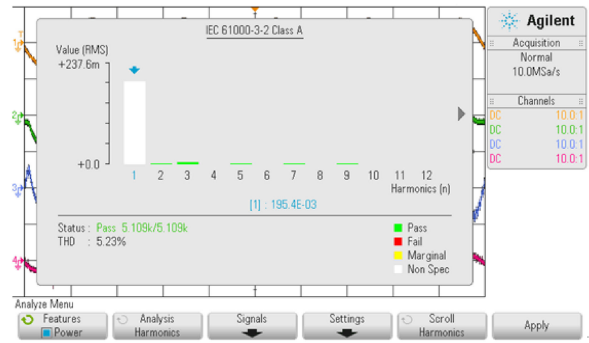 IEC 61000-3-2 Class A
Agilent
Value (RMS)
+237.6m
+0.0
1 2 3 4 5 6 7 8 9 10 11 12
Harmonics (n)
[1] : 195.4E-03
Status : Pass 5.109k/5.109k
THD : 5.23%
Pass
Fail
Marginal
Non Spec
Acquisition
Normal
10.0MSa/s
Channels
DC 10.0:1
DC 10.0:1
DC 10.0:1
DC 10.0:1
Analyze Menu
Features
Power
Analysis
Harmonics
Signals
Settings
Scroll
Harmonics
Apply